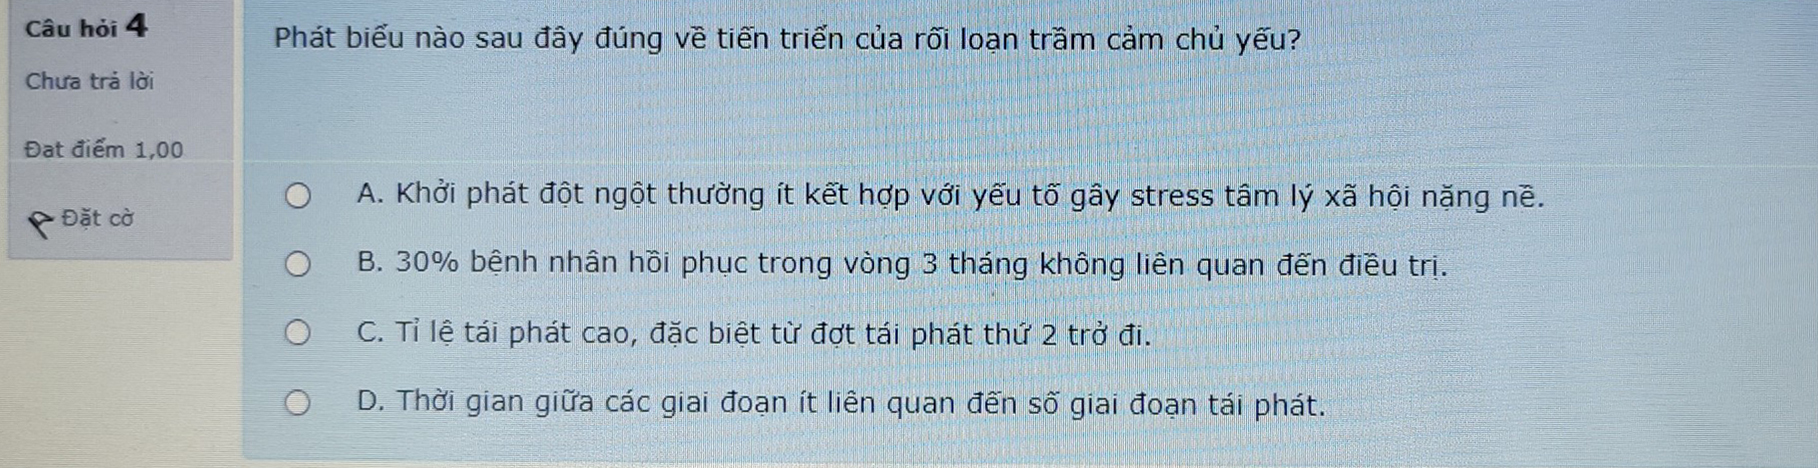 Câu hỏi 4
Chưa trả lời
Đạt điểm 1,00
Đặt cờ
Phát biểu nào sau đây đúng về tiến triển của rối loạn trầm cảm chủ yếu?
A. Khởi phát đột ngột thường ít kết hợp với yếu tố gây stress tâm lý xã hội nặng nề.
B. 30% bệnh nhân hồi phục trong vòng 3 tháng không liên quan đến điều trị.
C. Tỉ lệ tái phát cao, đặc biệt từ đợt tái phát thứ 2 trở đi.
D. Thời gian giữa các giai đoạn ít liên quan đến số giai đoạn tái phát.